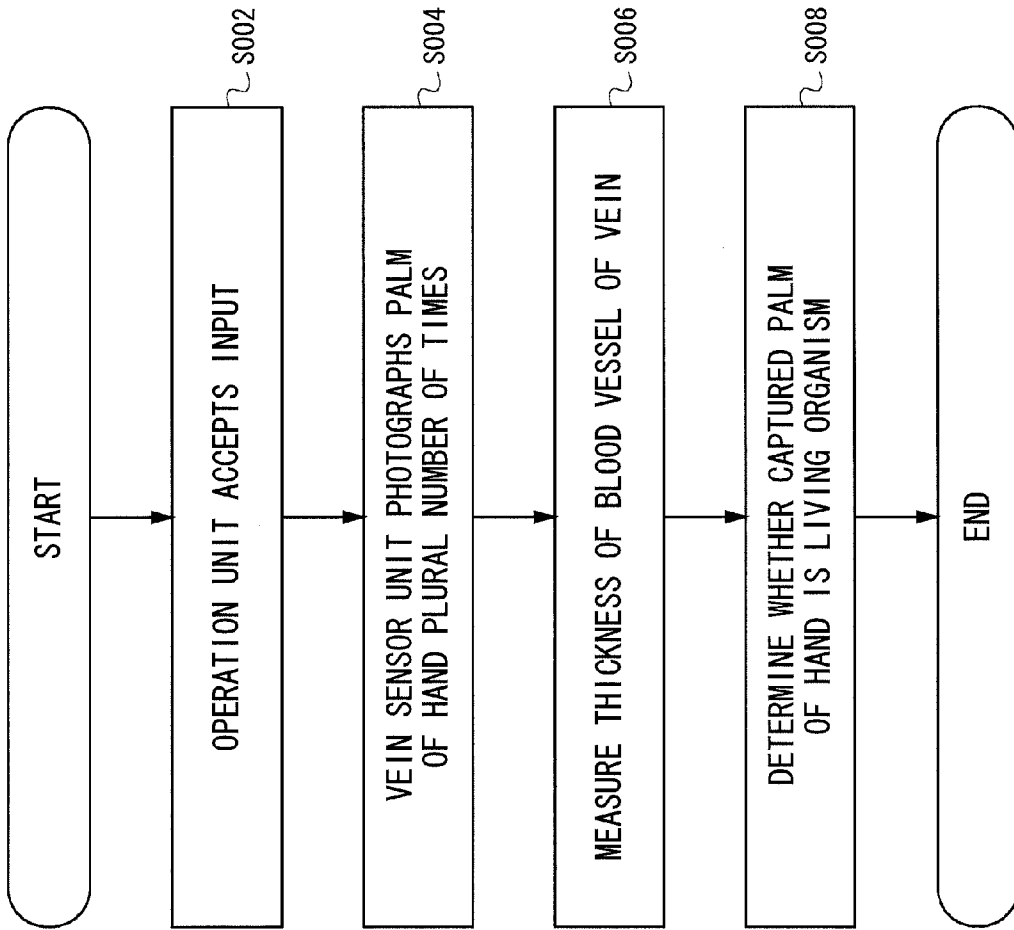 START
OPERATION UNIT ACCEPTS INPUT
S002
VEIN SENSOR UNIT PHOTOGRAPHS PALM
OF HAND PLURAL NUMBER OF TIMES
S004
MEASURE THICKNESS OF BLOOD VESSEL OF VEIN
S006
DETERMINE WHETHER CAPTURED PALM
OF HAND IS LIVING ORGANISM
S008
END